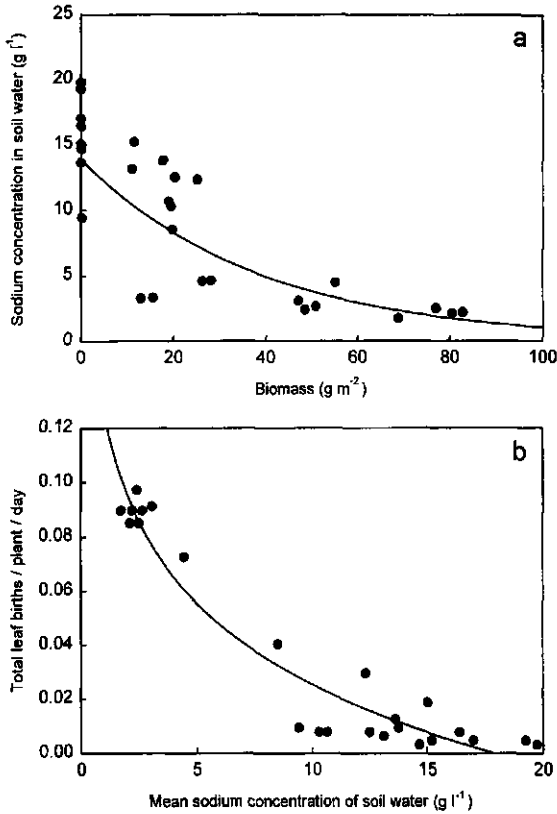 a
Sodium concentration in soil water (g l-1)
25
20
15
10
5
0
0 20 40 60 80 100
Biomass (g m-2)
b
Total leaf births / plant / day
0.12
0.10
0.08
0.06
0.04
0.02
0.00
0 5 10 15 20
Mean sodium concentration of soil water (g l-1)